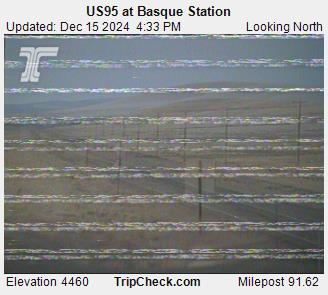 US95 at Basque Station
Updated: Dec 15 2024 4:33 PM Looking North
Elevation 4460 TripCheck.com Milepost 91.62